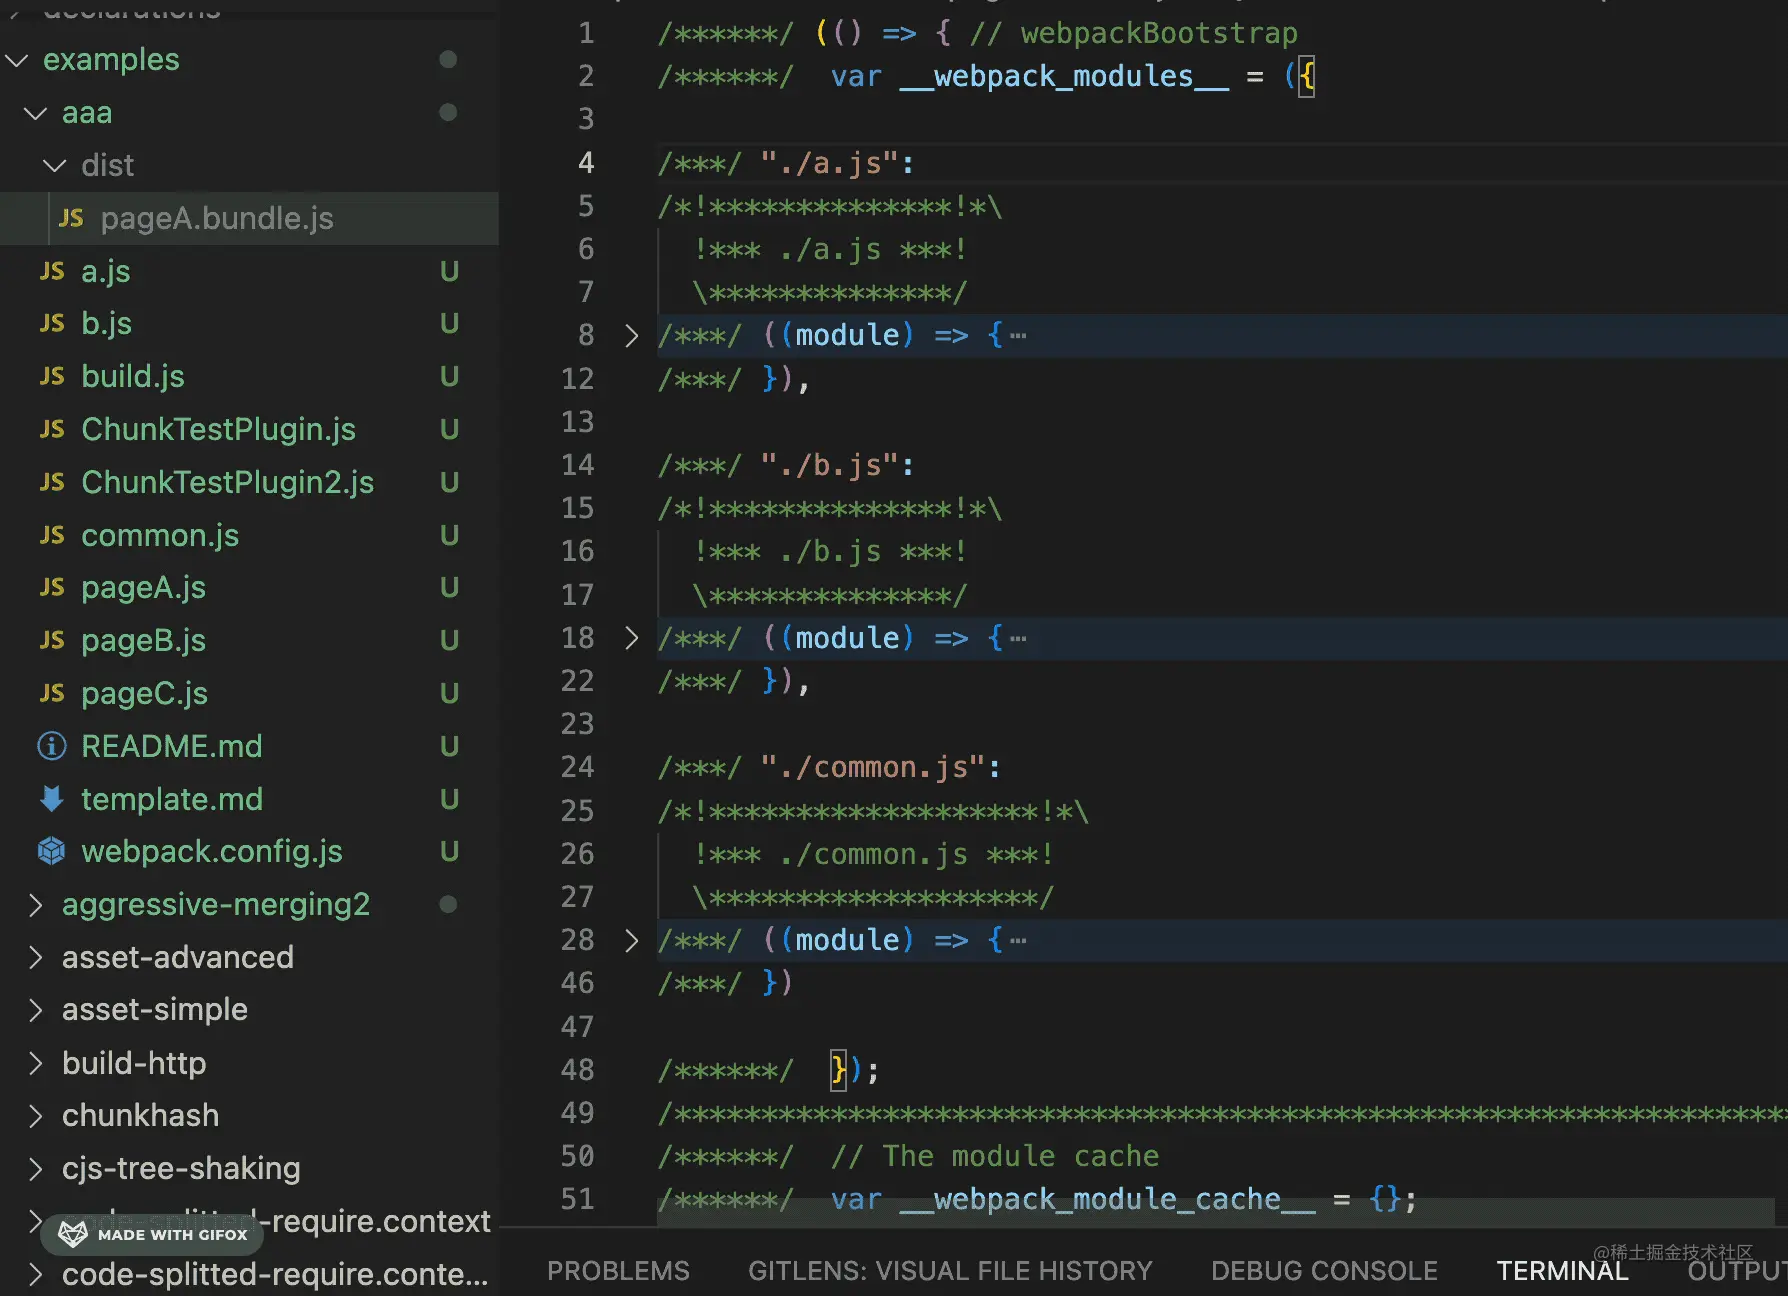 declarations
examples
aaa
dist
JS pageA.bundle.js
JS a.js U
JS b.js U
JS build.js U
JS ChunkTestPlugin.js U
JS ChunkTestPlugin2.js U
JS common.js U
JS pageA.js U
JS pageB.js U
JS pageC.js U
README.md U
template.md U
webpack.config.js U
aggressive-merging2
asset-advanced
asset-simple
build-http
chunkhash
cjs-tree-shaking
code-splitted-require.context
MADE WITH GIFOX
code-splitted-require.conte...
1 /******/ (() => { // webpackBootstrap
2 /******/ var __webpack_modules__ = ({
3
4 /***/ "./a.js":
5 /*!**************!*\
6 !*** ./a.js ***!
7 \**************/
8 /***/ ((module) => {⋯
12 /***/ }),
13
14 /***/ "./b.js":
15 /*!**************!*\
16 !*** ./b.js ***!
17 \**************/
18 /***/ ((module) => {⋯
22 /***/ }),
23
24 /***/ "./common.js":
25 /*!*******************!*\
26 !*** ./common.js ***!
27 \*******************/
28 /***/ ((module) => {⋯
46 /***/ })
47
48 /******/ });
49 /*****************************************************************
50 /******/ // The module cache
51 /******/ var __webpack_module_cache__ = {};
@稀土掘金技术社区
PROBLEMS GITLENS: VISUAL FILE HISTORY DEBUG CONSOLE TERMINAL OUTPUT